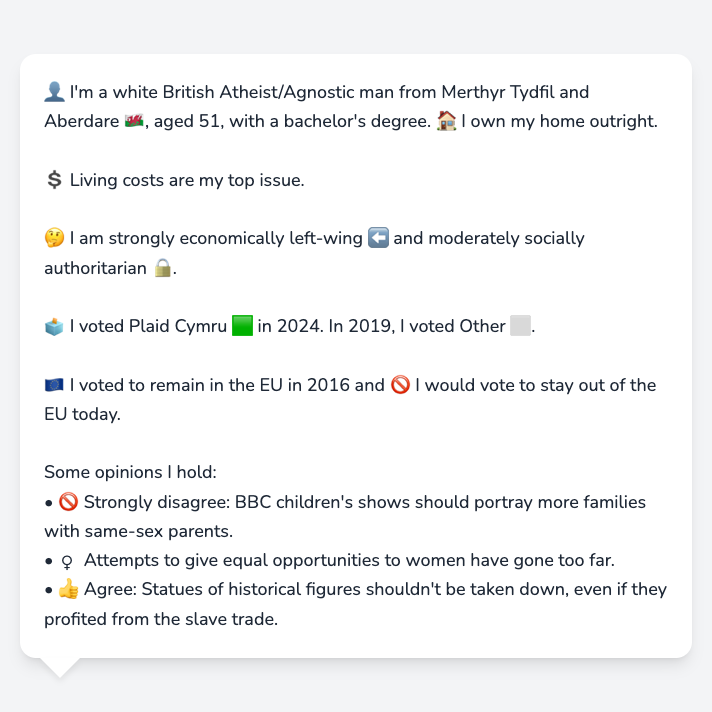 👤 I'm a white British Atheist/Agnostic man from Merthyr Tydfil and
Aberdare 🏴󠁧󠁢󠁷󠁬󠁳󠁿, aged 51, with a bachelor's degree. 🏠 I own my home outright.
💲 Living costs are my top issue.
🤔 I am strongly economically left-wing ⬅️ and moderately socially
authoritarian 🔒.
🗳️ I voted Plaid Cymru 🟩 in 2024. In 2019, I voted Other ⬜.
🇪🇺 I voted to remain in the EU in 2016 and 🚫 I would vote to stay out of the
EU today.
Some opinions I hold:
• 🚫 Strongly disagree: BBC children's shows should portray more families
with same-sex parents.
• ♀ Attempts to give equal opportunities to women have gone too far.
• 👍 Agree: Statues of historical figures shouldn't be taken down, even if they
profited from the slave trade.